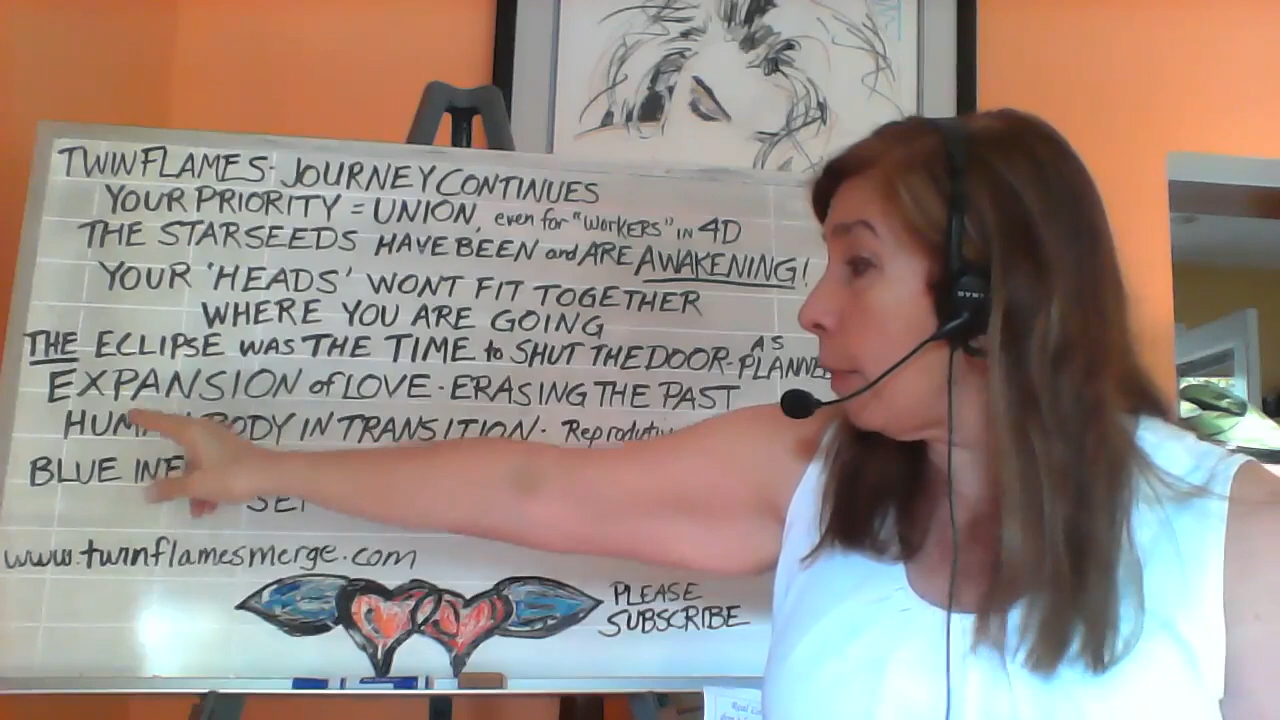 TWINFLAMES- JOURNEY CONTINUES
YOUR PRIORITY = UNION, even for "workers" in 4D
THE STARSEEDS HAVE BEEN and ARE AWAKENING!
YOUR 'HEADS' WONT FIT TOGETHER
WHERE YOU ARE GOING
THE ECLIPSE WAS THE TIME to SHUT THE DOOR- AS PLANNE
EXPANSION of LOVE - ERASING THE PAST
BODY IN TRANSITION -
BLUE
www.twinflamesmerge.com
PLEASE
SUBSCRIBE